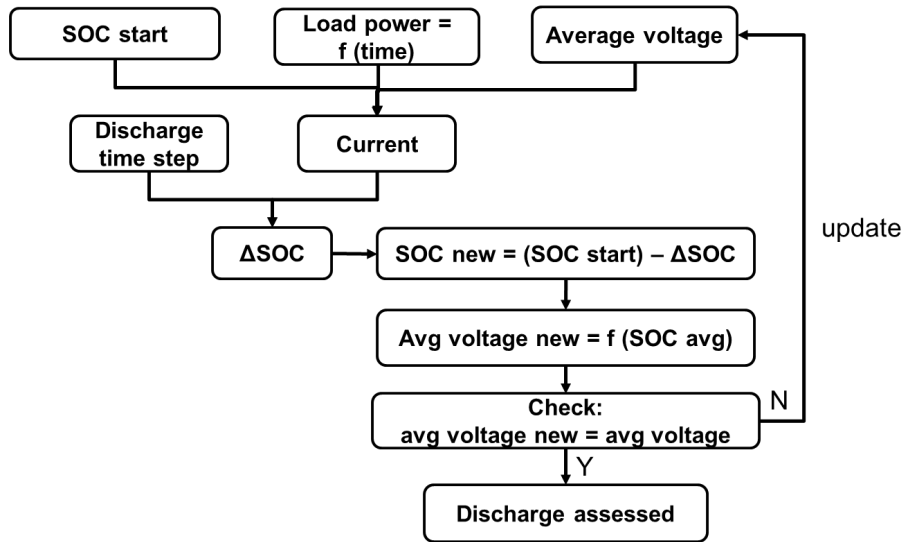 SOC start
Load power =
f (time)
Average voltage
Discharge
time step
Current
update
ΔSOC
SOC new = (SOC start) – ΔSOC
Avg voltage new = f (SOC avg)
Check:
avg voltage new = avg voltage
N
Y
Discharge assessed